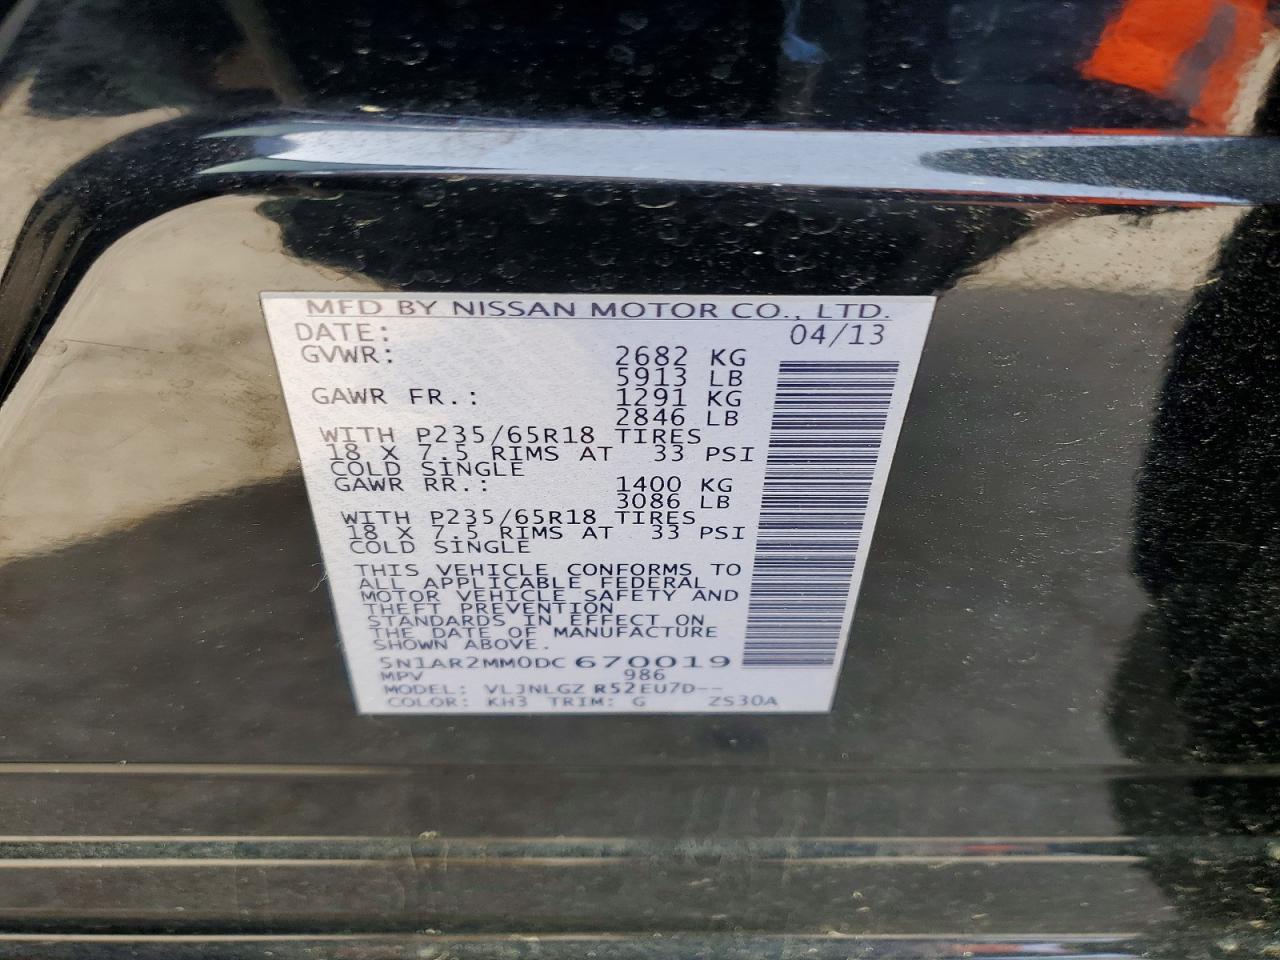 MFD BY NISSAN MOTOR CO., LTD.
DATE: 04/13
GVWR: 2682 KG
5913 LB
GAWR FR.: 1291 KG
2846 LB
WITH P235/65R18 TIRES
18 X 7.5 RIMS AT 33 PSI
COLD SINGLE
GAWR RR.: 1400 KG
3086 LB
WITH P235/65R18 TIRES
18 X 7.5 RIMS AT 33 PSI
COLD SINGLE
THIS VEHICLE CONFORMS TO
ALL APPLICABLE FEDERAL
MOTOR VEHICLE SAFETY AND
THEFT PREVENTION
STANDARDS IN EFFECT ON
THE DATE OF MANUFACTURE
SHOWN ABOVE.
5N1AR2MM0DC670019
MPV 986
MODEL: VLJNLGZ R52EU7D--
COLOR: KH3 TRIM: G ZS30A